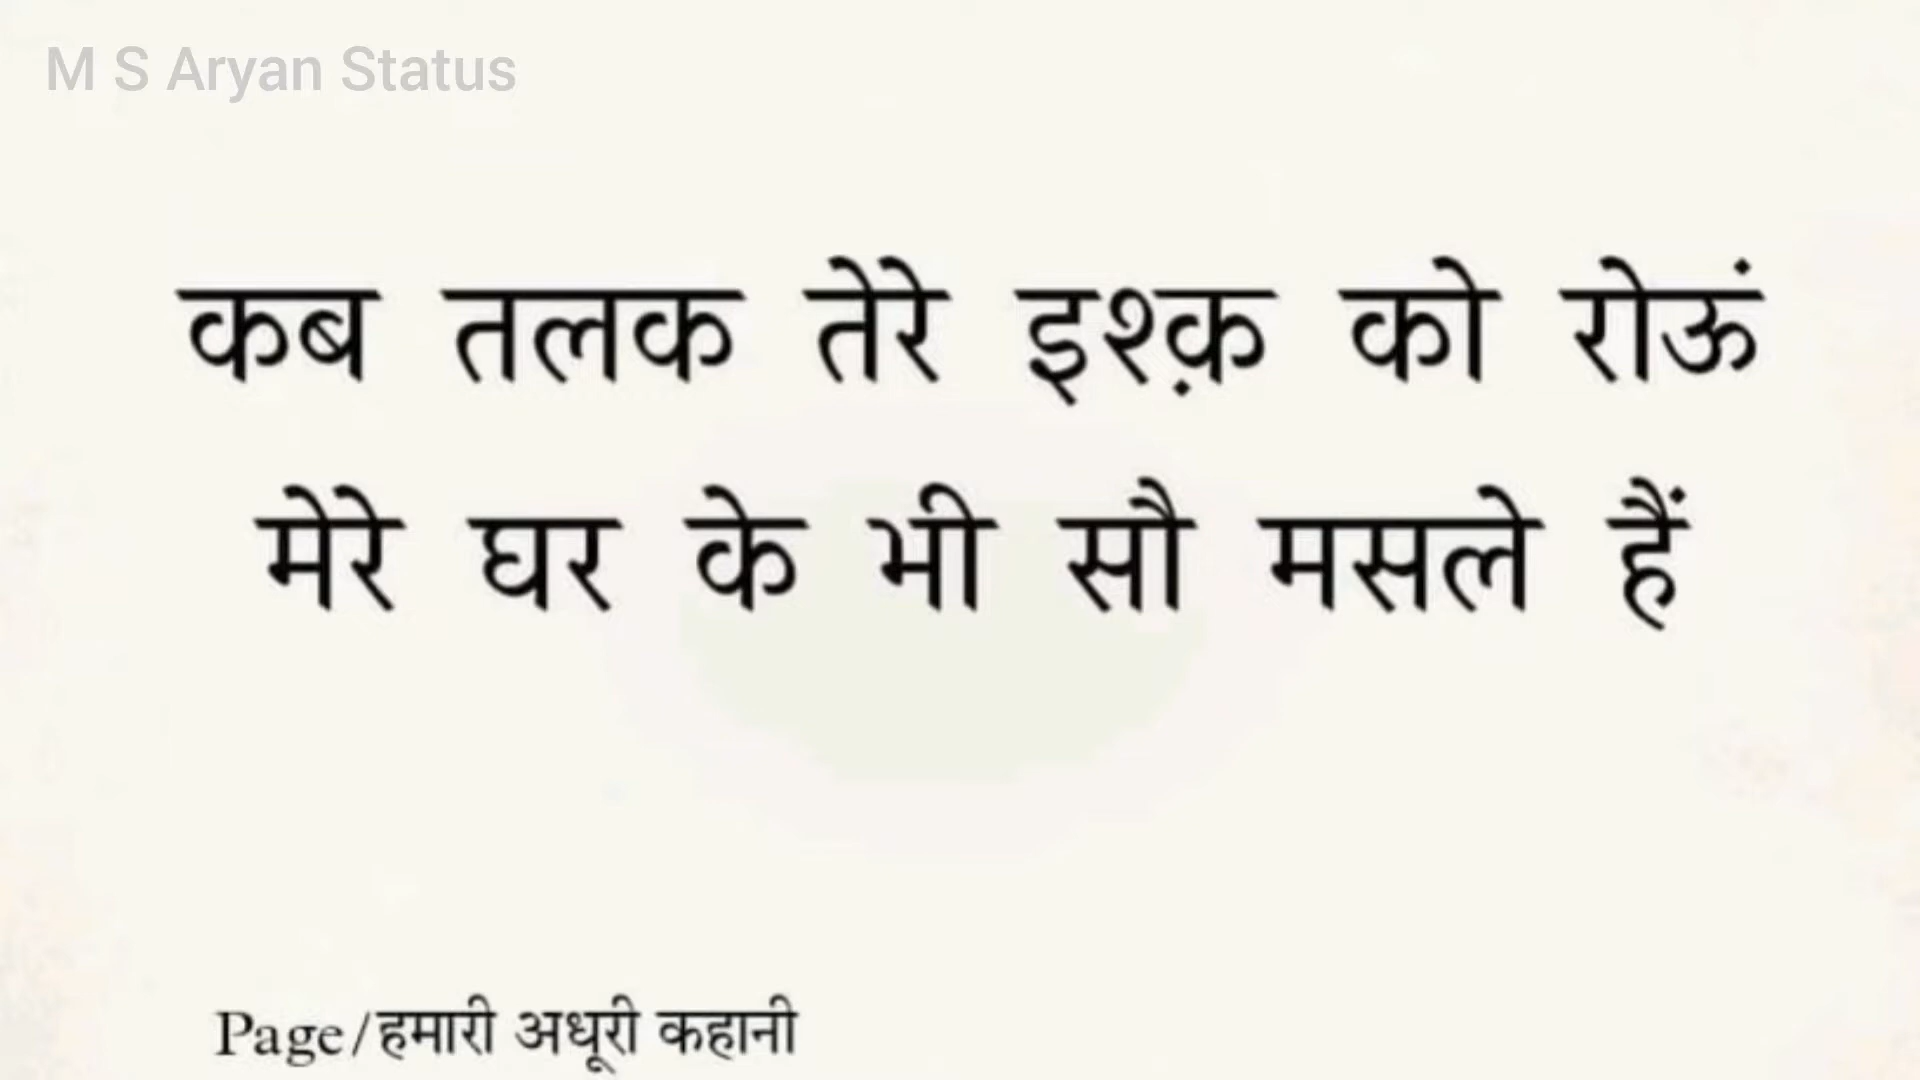 M S Aryan Status
कब तलक तेरे इश्क़ को रोऊं
मेरे घर के भी सौ मसले हैं
Page/हमारी अधूरी कहानी